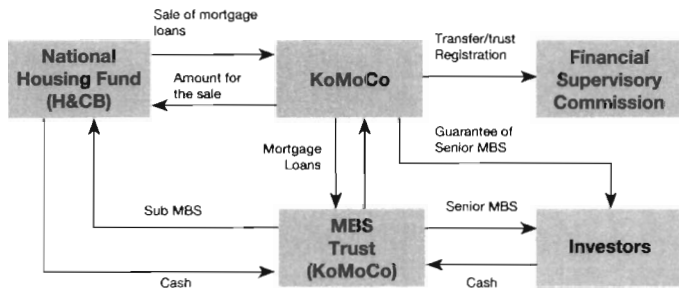 Sale of mortgage
loans
National
Housing Fund
(H&CB)
Amount for
the sale
KoMoCo
Transfer/trust
Registration
Financial
Supervisory
Commission
Mortgage
Loans
Guarantee of
Senior MBS
Sub MBS
MBS
Trust
(KoMoCo)
Senior MBS
Investors
Cash
Cash